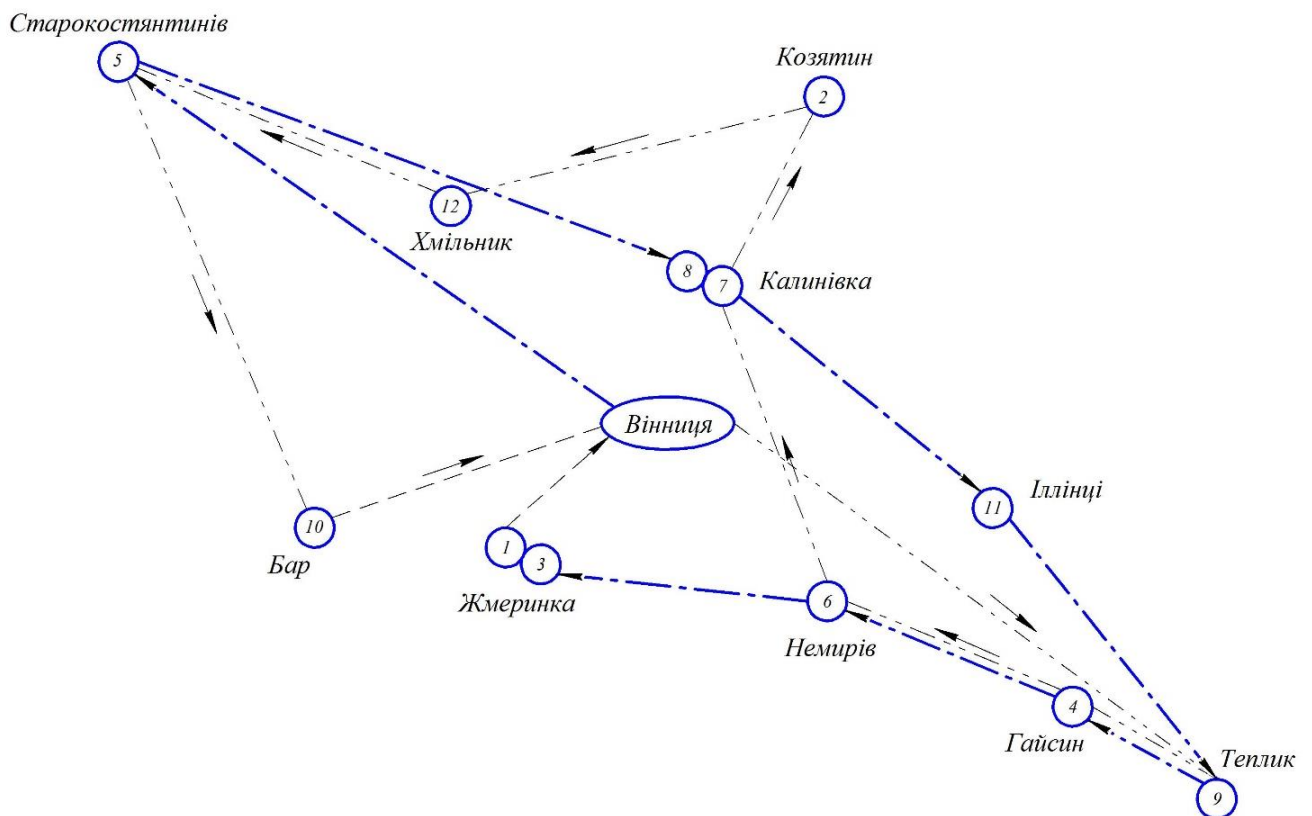 Старокостянтинів
5
Козятин
2
12
Хмільник
8
7
Калинівка
Вінниця
Іллінці
11
10
Бар
1
3
Жмеринка
6
Немирів
4
Гайсин
Теплик
9